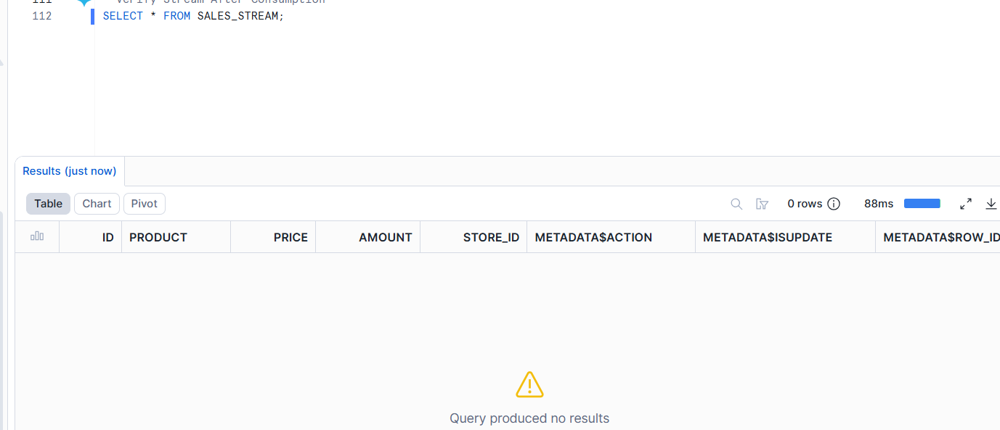 111 Verify Stream After Consumption
112 SELECT * FROM SALES_STREAM;
Results (just now)
Table Chart Pivot 0 rows 88ms
ID PRODUCT PRICE AMOUNT STORE_ID METADATA$ACTION METADATA$ISUPDATE METADATA$ROW_ID
Query produced no results